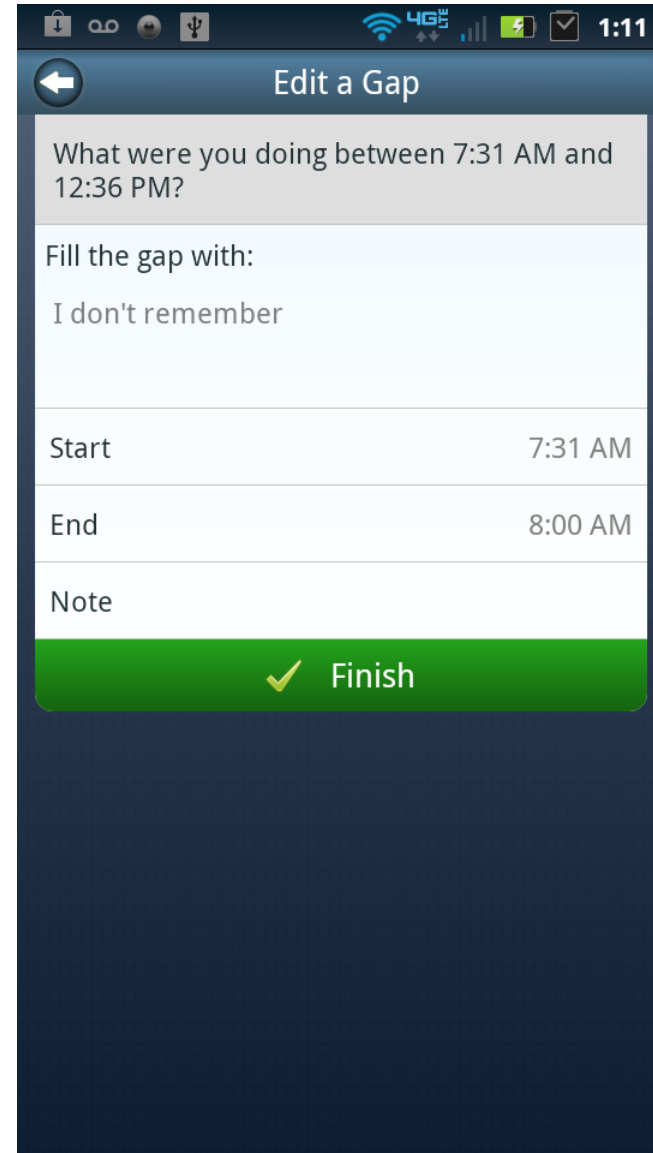 4G LTE 1:11
Edit a Gap
What were you doing between 7:31 AM and
12:36 PM?
Fill the gap with:
I don't remember
Start 7:31 AM
End 8:00 AM
Note
Finish